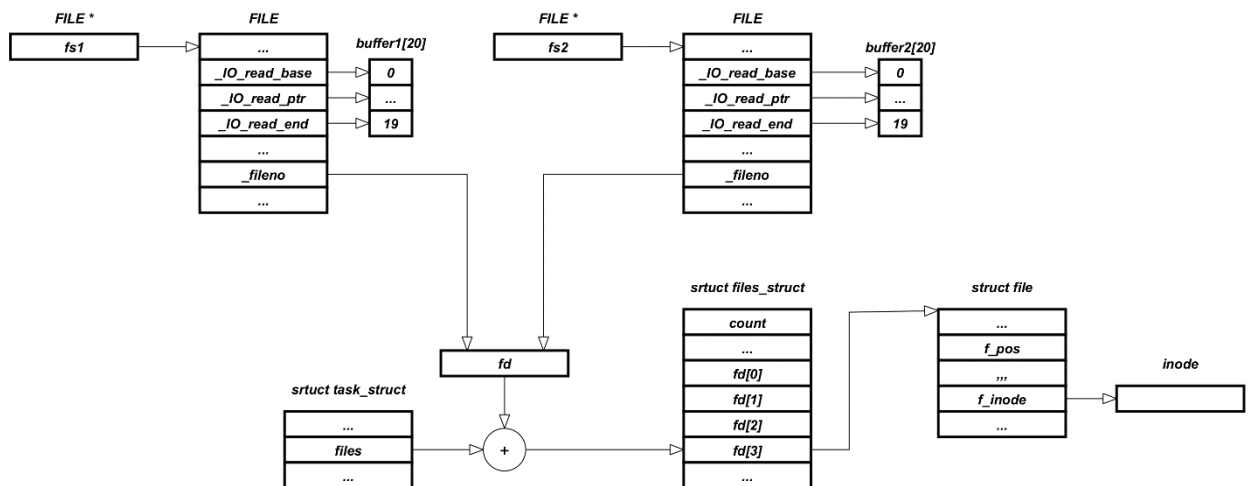 FILE *
FILE
FILE *
FILE
fs1
...
buffer1[20]
fs2
...
buffer2[20]
_IO_read_base
0
_IO_read_base
0
_IO_read_ptr
...
_IO_read_ptr
...
_IO_read_end
19
_IO_read_end
19
...
...
_fileno
_fileno
...
...
srtuct files_struct
struct file
count
...
...
f_pos
fd
inode
fd[0]
,,,
srtuct task_struct
fd[1]
f_inode
...
fd[2]
...
files
+
fd[3]
...
...